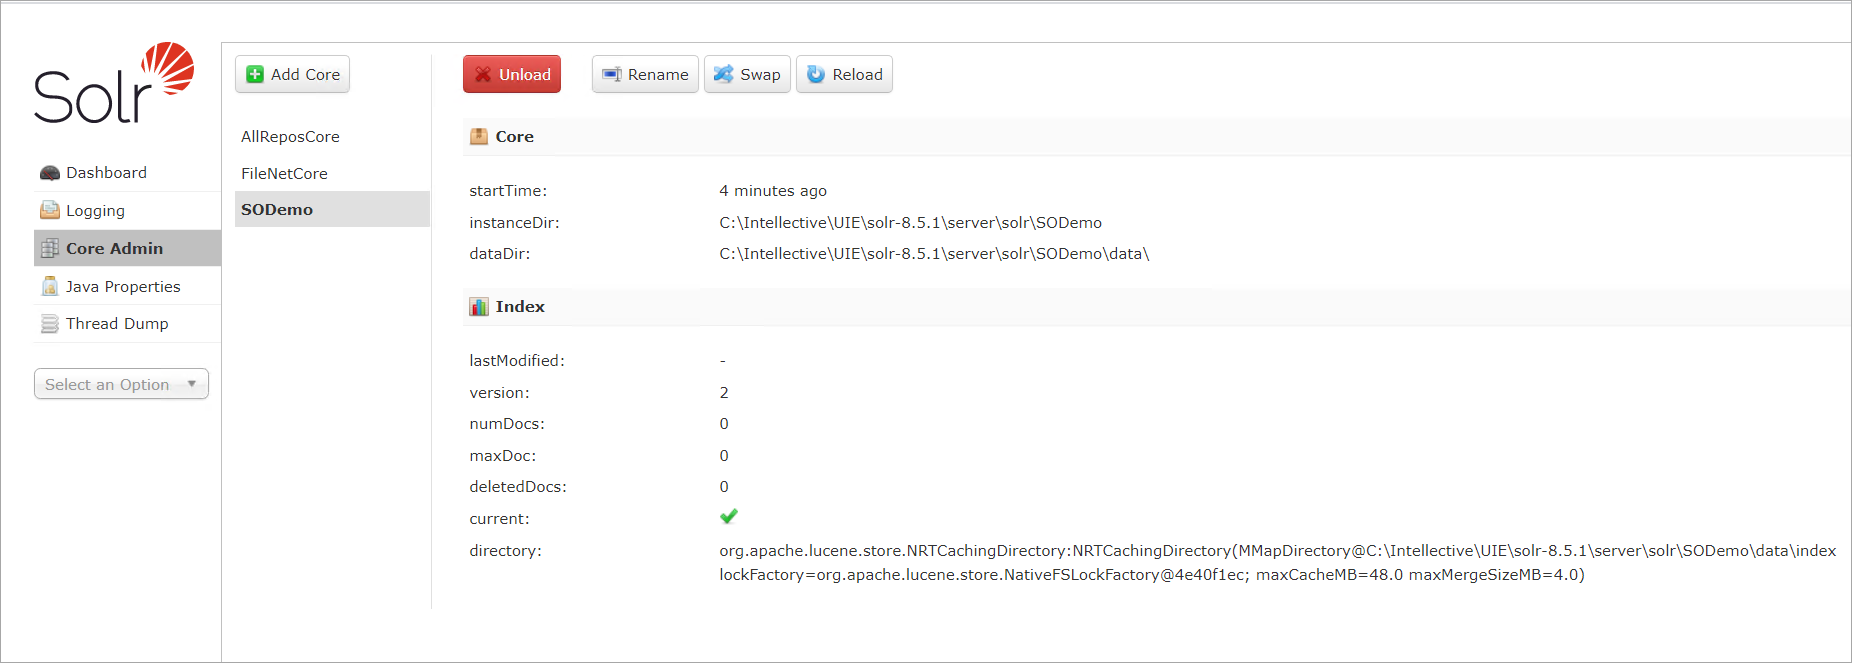 Solr
Dashboard
Logging
Core Admin
Java Properties
Thread Dump
Select an Option
Add Core
AllReposCore
FileNetCore
SODemo
Unload
Rename
Swap
Reload
Core
startTime: 4 minutes ago
instanceDir: C:\Intellective\UIE\solr-8.5.1\server\solr\SODemo
dataDir: C:\Intellective\UIE\solr-8.5.1\server\solr\SODemo\data\
Index
lastModified: -
version: 2
numDocs: 0
maxDoc: 0
deletedDocs: 0
current:
directory: org.apache.lucene.store.NRTCachingDirectory:NRTCachingDirectory(MMapDirectory@C:\Intellective\UIE\solr-8.5.1\server\solr\SODemo\data\index
lockFactory=org.apache.lucene.store.NativeFSLockFactory@4e40f1ec; maxCacheMB=48.0 maxMergeSizeMB=4.0)